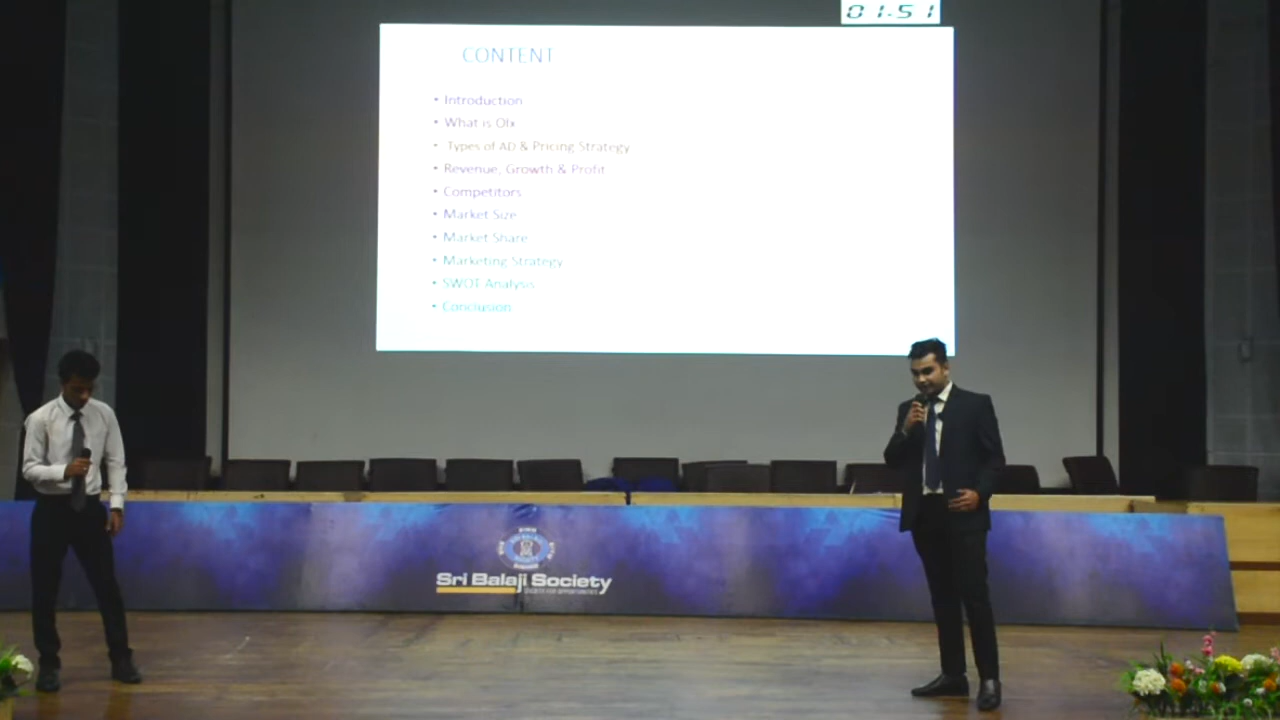 01:51
CONTENT
• Introduction
• What is Olx
• Types of AD & Pricing Strategy
• Revenue, Growth & Profit
• Competitors
• Market Size
• Market Share
• Marketing Strategy
• SWOT Analysis
• Conclusion
Sri Balaji Society